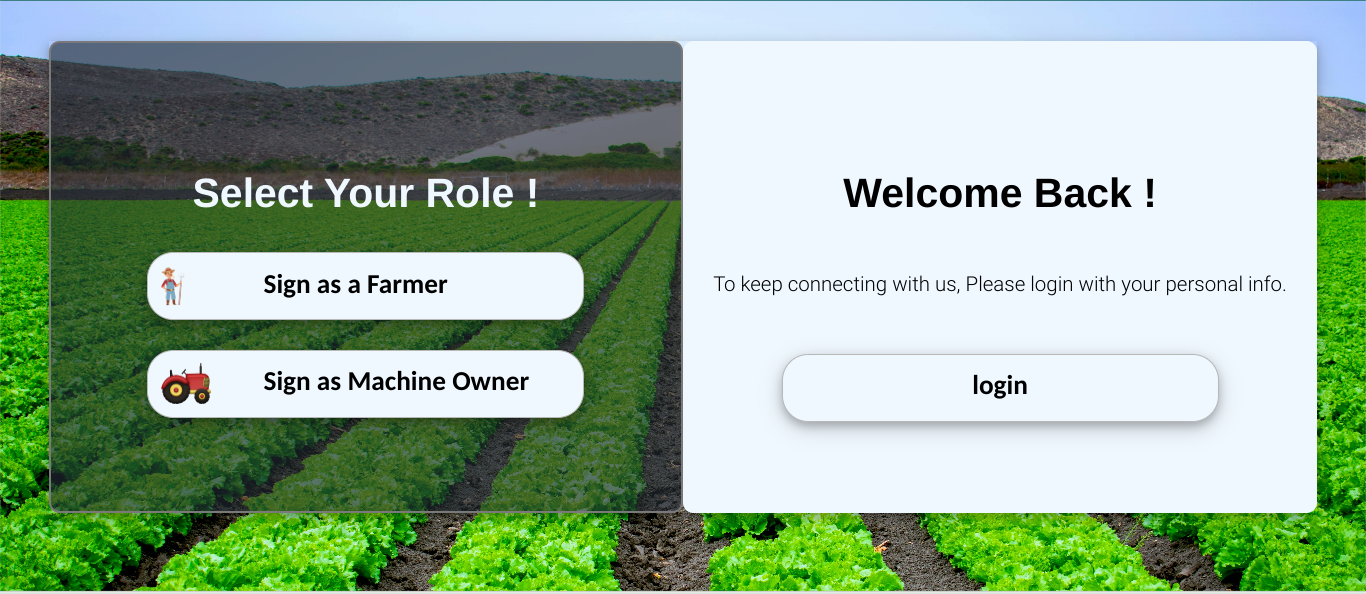 Select Your Role !
Sign as a Farmer
Sign as Machine Owner
Welcome Back !
To keep connecting with us, Please login with your personal info.
login